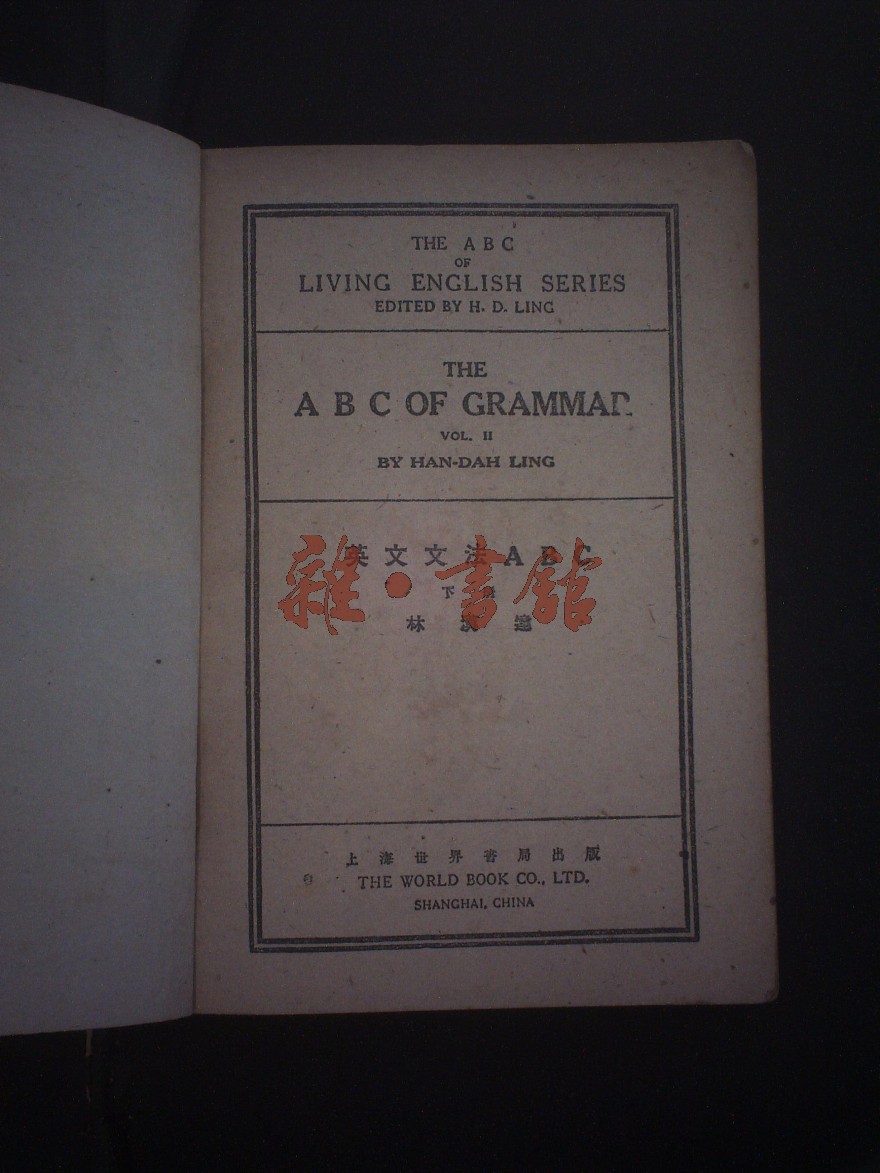 THE A B C
OF
LIVING ENGLISH SERIES
EDITED BY H. D. LING
THE
A B C OF GRAMMAR
VOL. II
BY HAN-DAH LING
英文文法ABC
下
林漢達
雜·書館
上海世界書局出版
THE WORLD BOOK CO., LTD.
SHANGHAI, CHINA